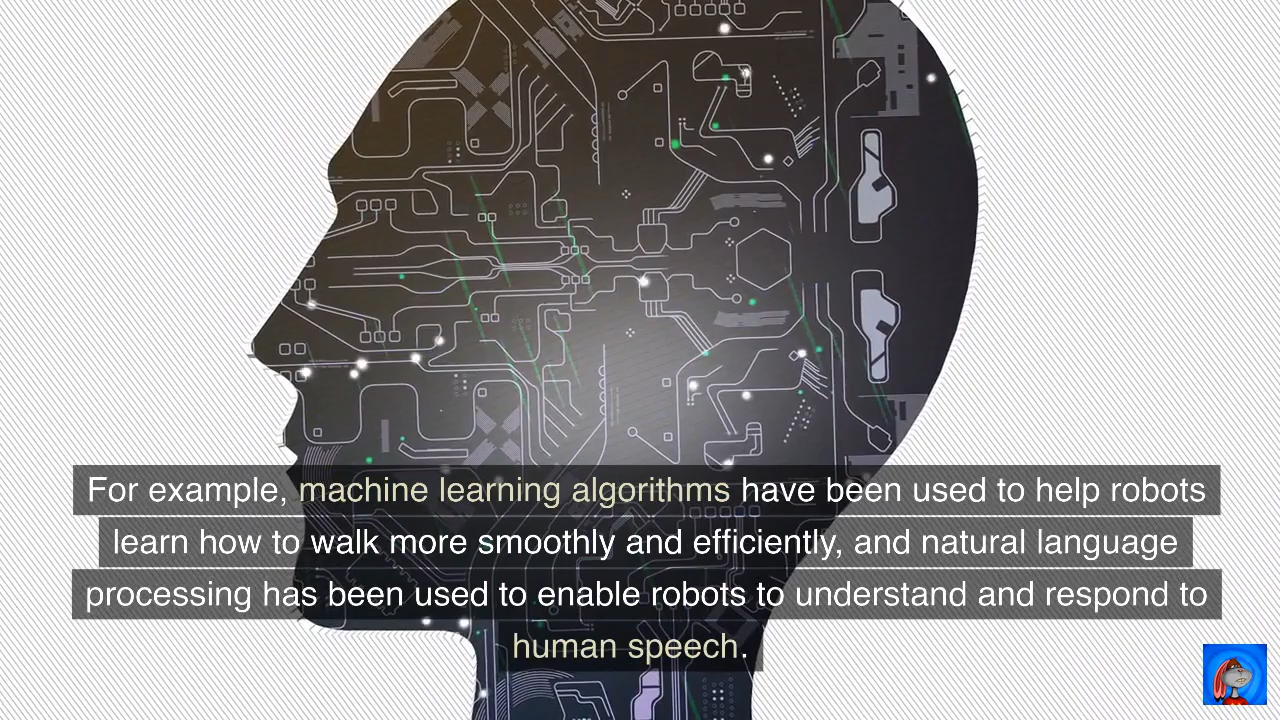 For example, machine learning algorithms have been used to help robots
learn how to walk more smoothly and efficiently, and natural language
processing has been used to enable robots to understand and respond to
human speech.